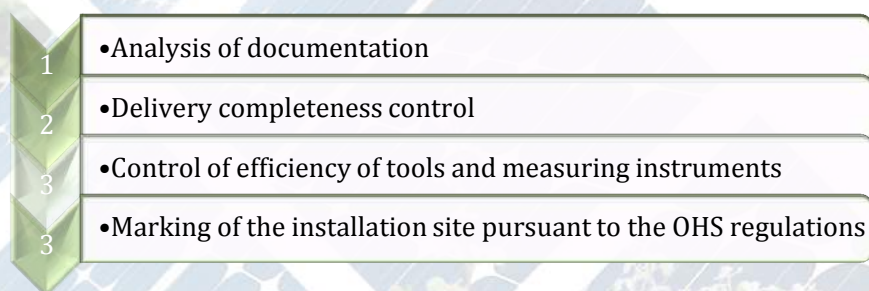 1
•Analysis of documentation
2
•Delivery completeness control
3
•Control of efficiency of tools and measuring instruments
3
•Marking of the installation site pursuant to the OHS regulations